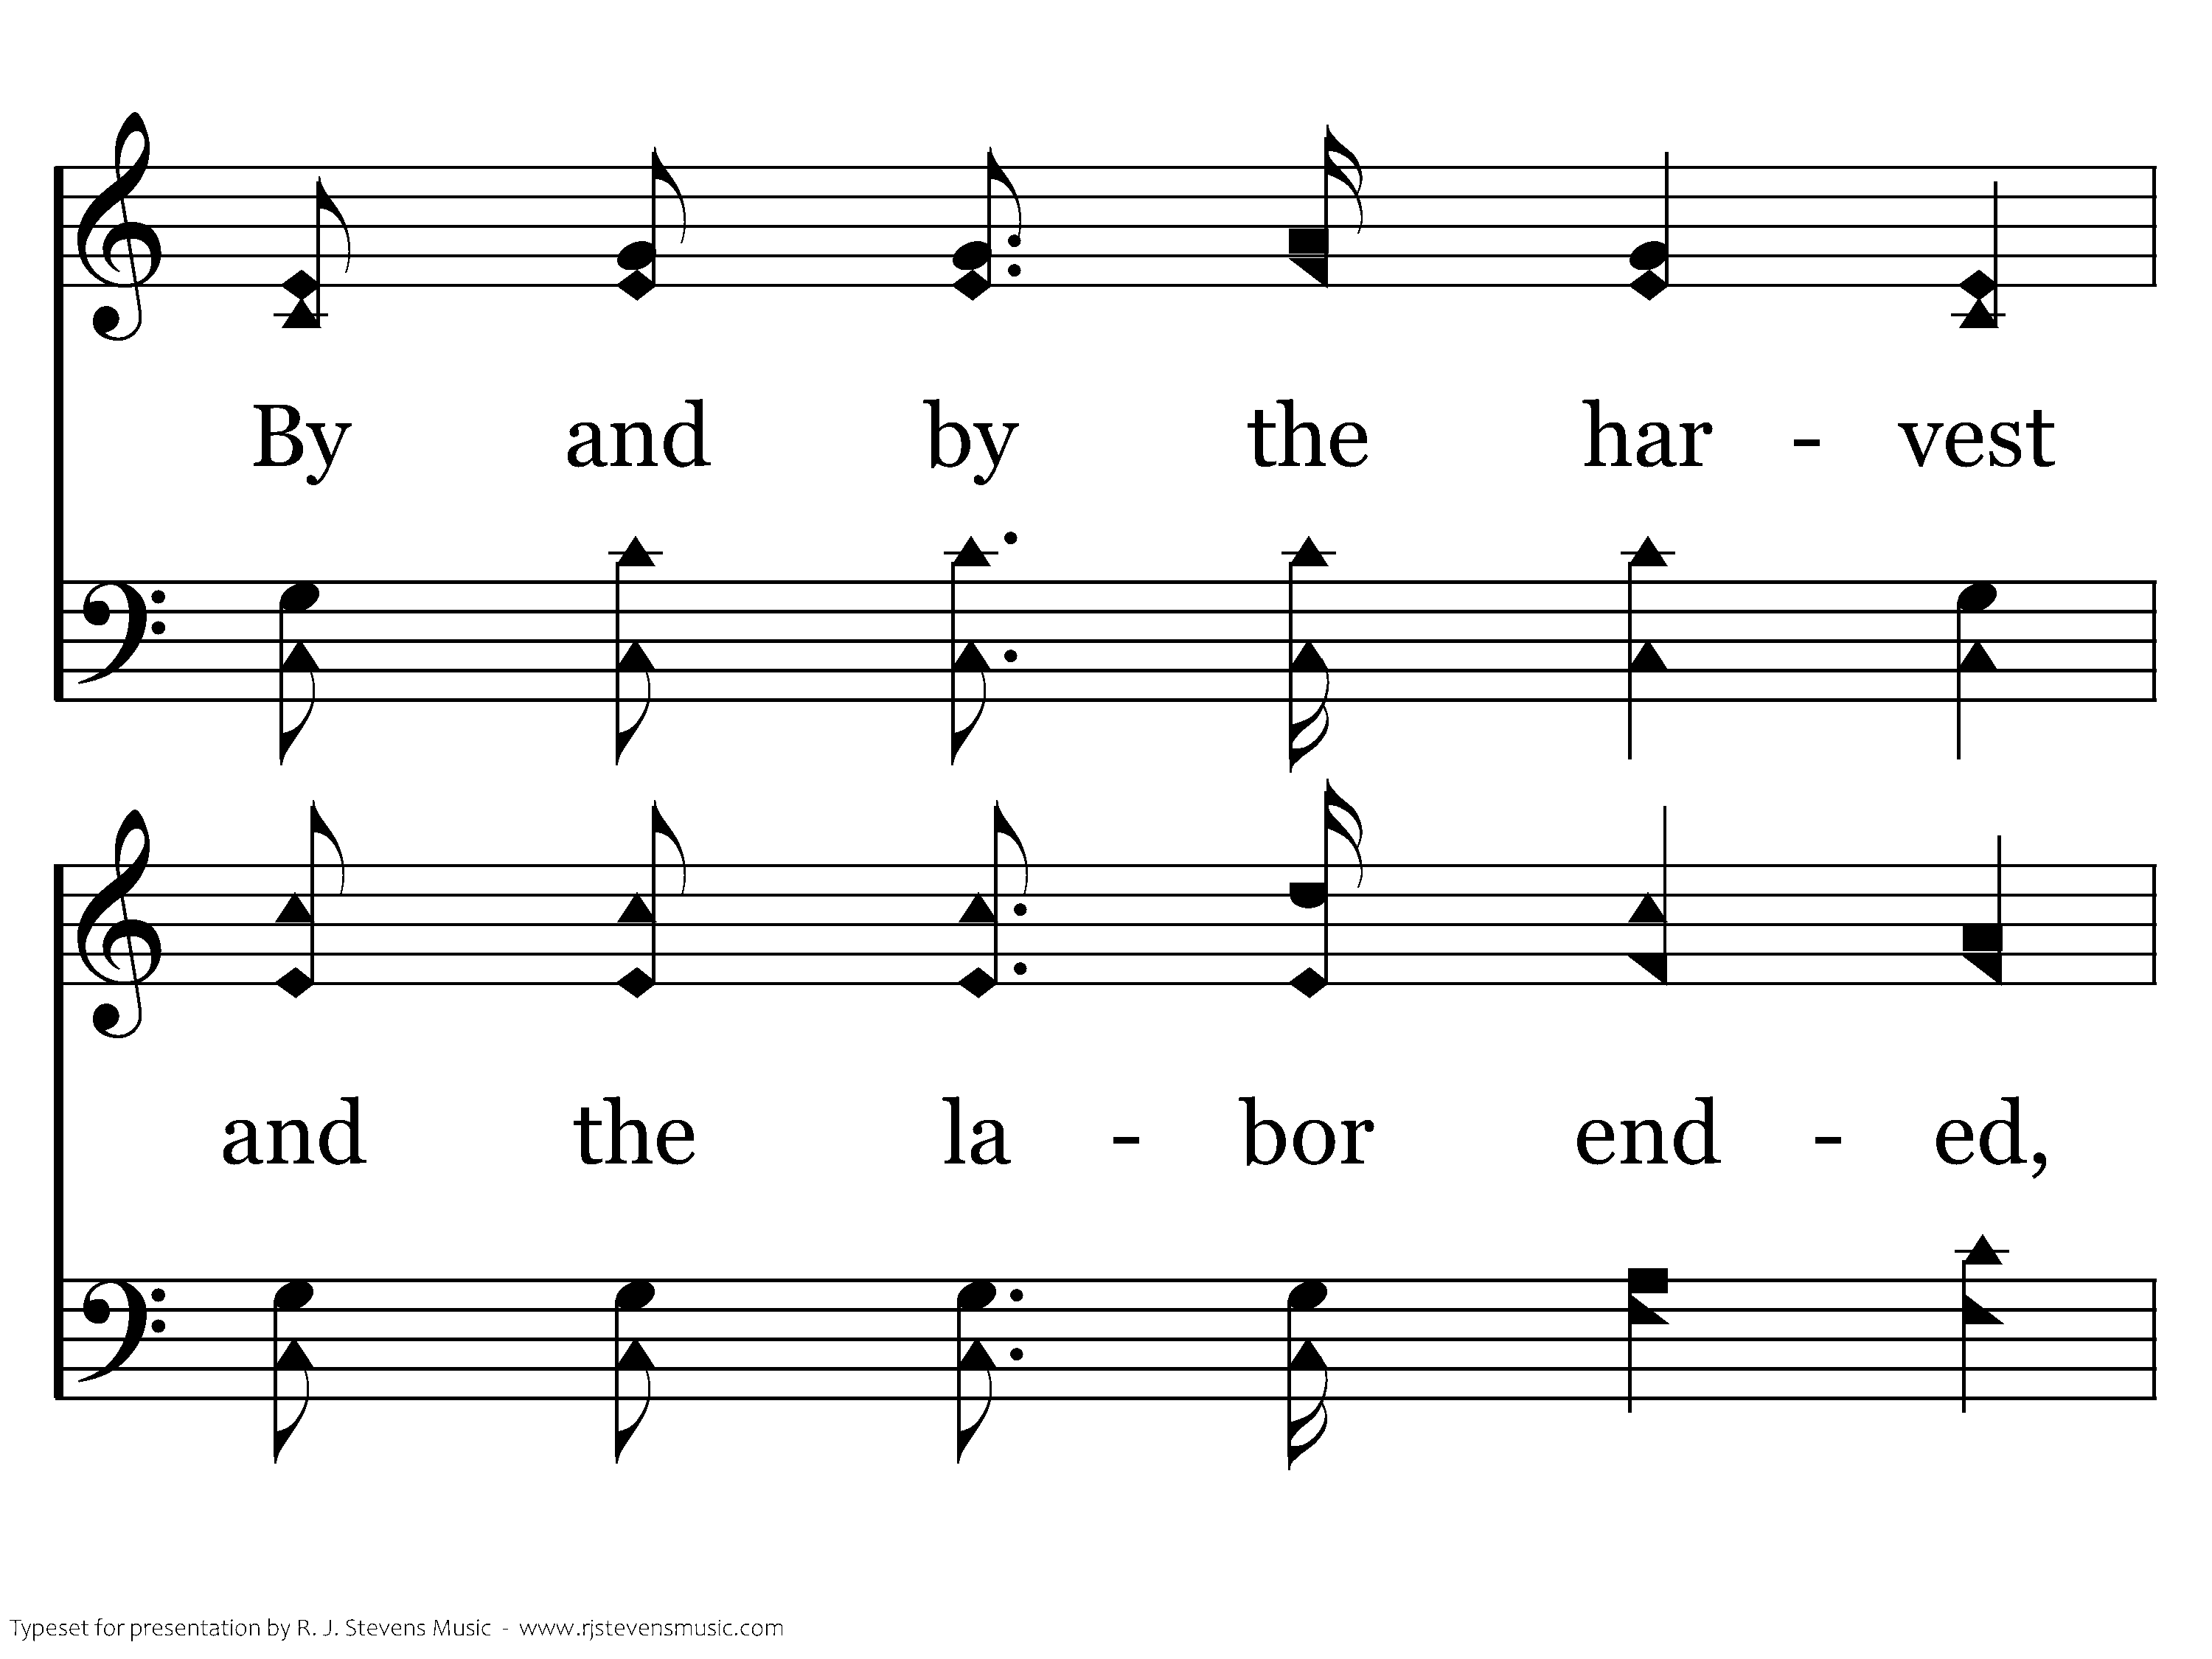 By and by the har - vest
and the la - bor end - ed,
Typeset for presentation by R. J. Stevens Music - www.rjstevensmusic.com